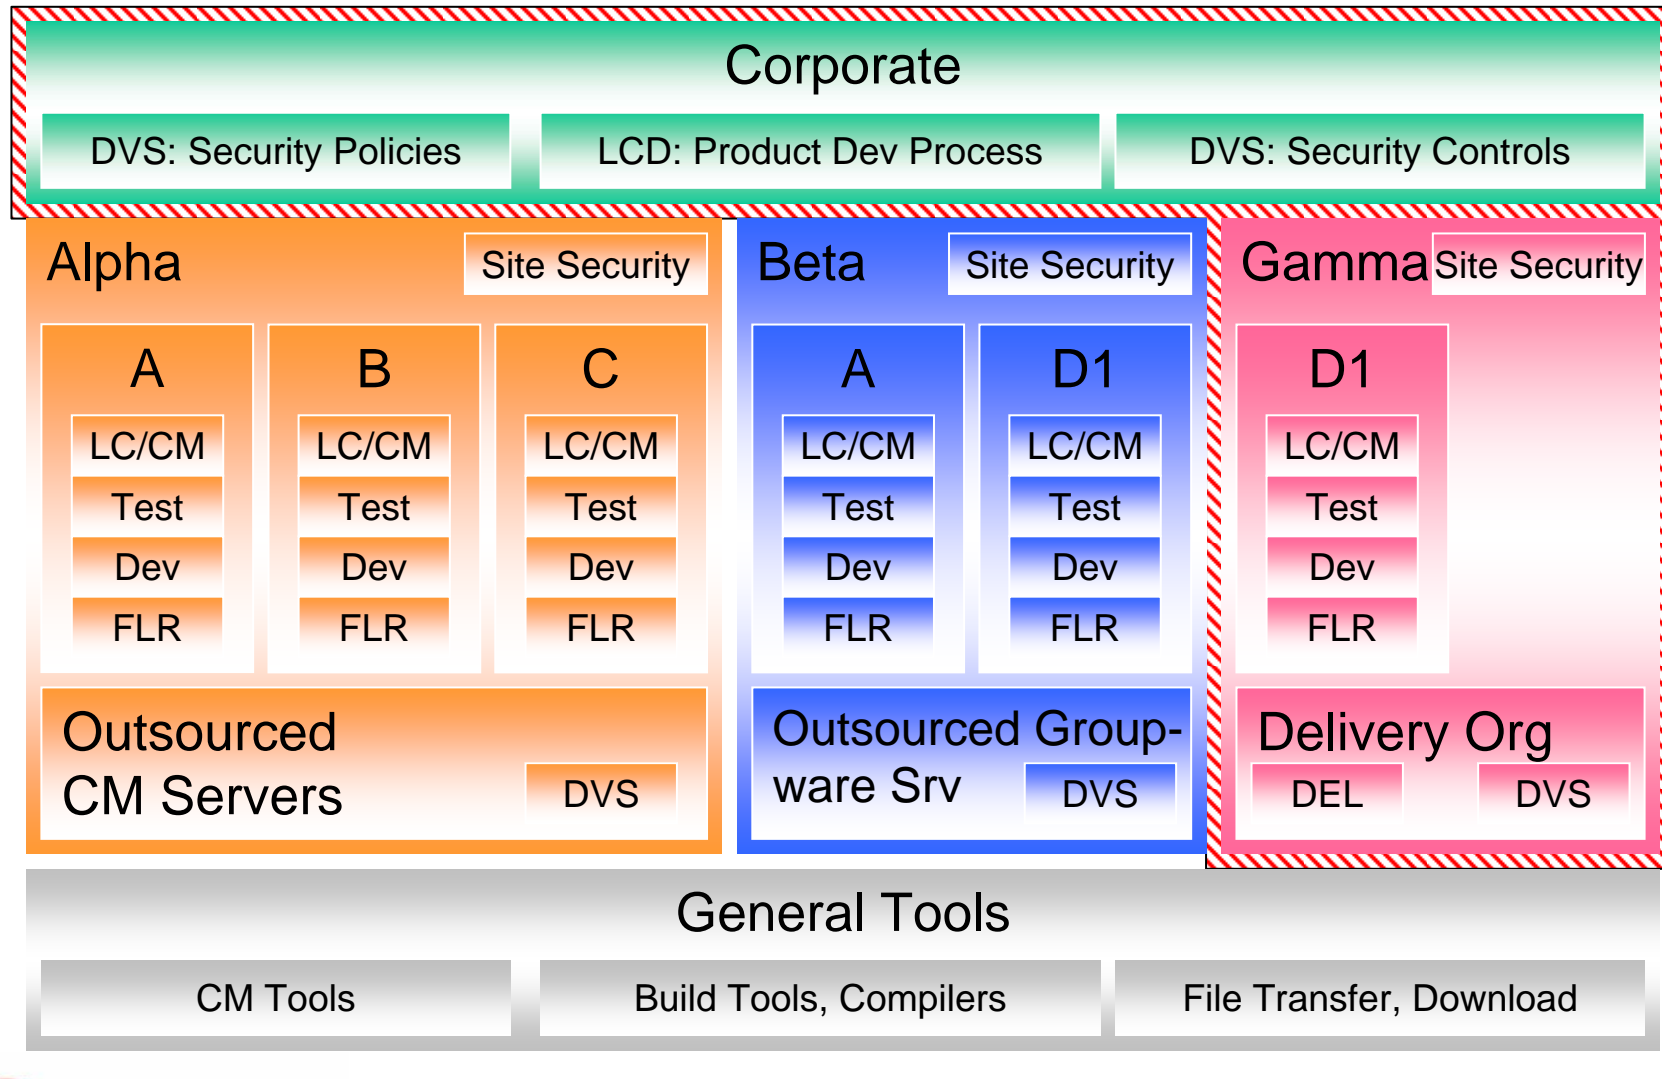 Corporate
DVS: Security Policies
LCD: Product Dev Process
DVS: Security Controls
Alpha
Site Security
A
LC/CM
Test
Dev
FLR
B
LC/CM
Test
Dev
FLR
C
LC/CM
Test
Dev
FLR
Outsourced
CM Servers
DVS
Beta
Site Security
A
LC/CM
Test
Dev
FLR
D1
LC/CM
Test
Dev
FLR
Outsourced Group-
ware Srv
DVS
Gamma
Site Security
D1
LC/CM
Test
Dev
FLR
Delivery Org
DEL
DVS
General Tools
CM Tools
Build Tools, Compilers
File Transfer, Download